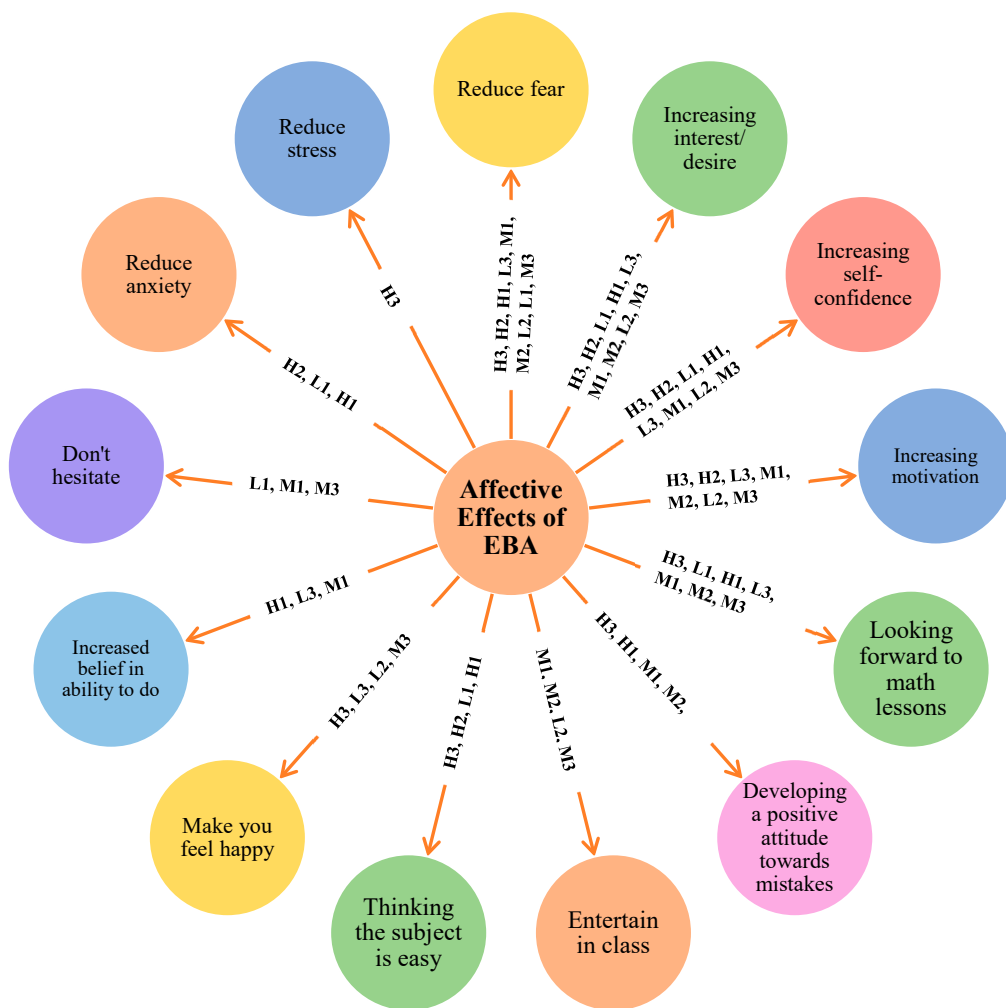 Reduce fear
Increasing
interest/
desire
Increasing
self-
confidence
Increasing
motivation
Looking
forward to
math
lessons
Developing
a positive
attitude
towards
mistakes
Entertain
in class
Thinking
the subject
is easy
Make you
feel happy
Increased
belief in
ability to do
Don't
hesitate
Reduce
anxiety
Reduce
stress
Affective
Effects of
EBA
H3, H2, H1, L3, M1,
M2, L2, L1, M3
H3, H2, L1, H1, L3,
M1, M2, L2, M3
H3, H2, L1, H1,
L3, M1, L2, M3
H3, H2, L3, M1,
M2, L2, M3
H3, L1, H1, L3,
M1, M2, M3
H3, H1, M1, M2,
M1, M2, L2, M3
H3, H2, L1, H1
H3, L3, L2, M3
H1, L3, M1
L1, M1, M3
H2, L1, H1
H3